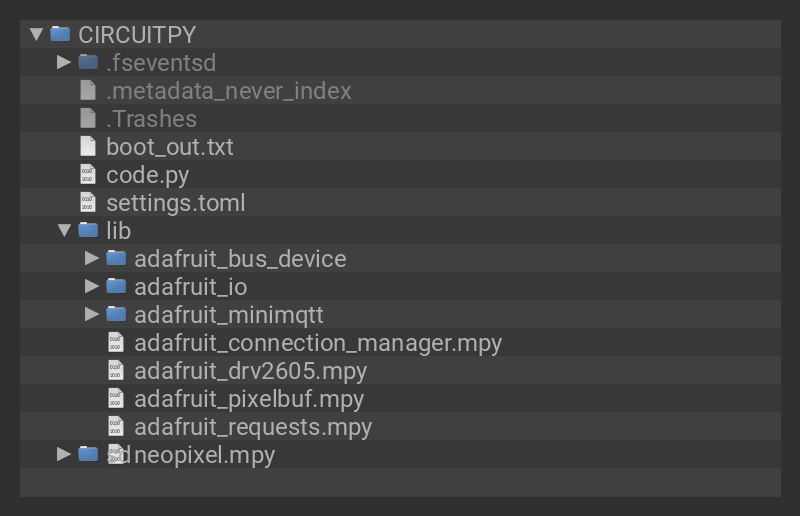 CIRCUITPY
.fseventsd
.metadata_never_index
.Trashes
boot_out.txt
code.py
settings.toml
lib
adafruit_bus_device
adafruit_io
adafruit_minimqtt
adafruit_connection_manager.mpy
adafruit_drv2605.mpy
adafruit_pixelbuf.mpy
adafruit_requests.mpy
sd neopixel.mpy